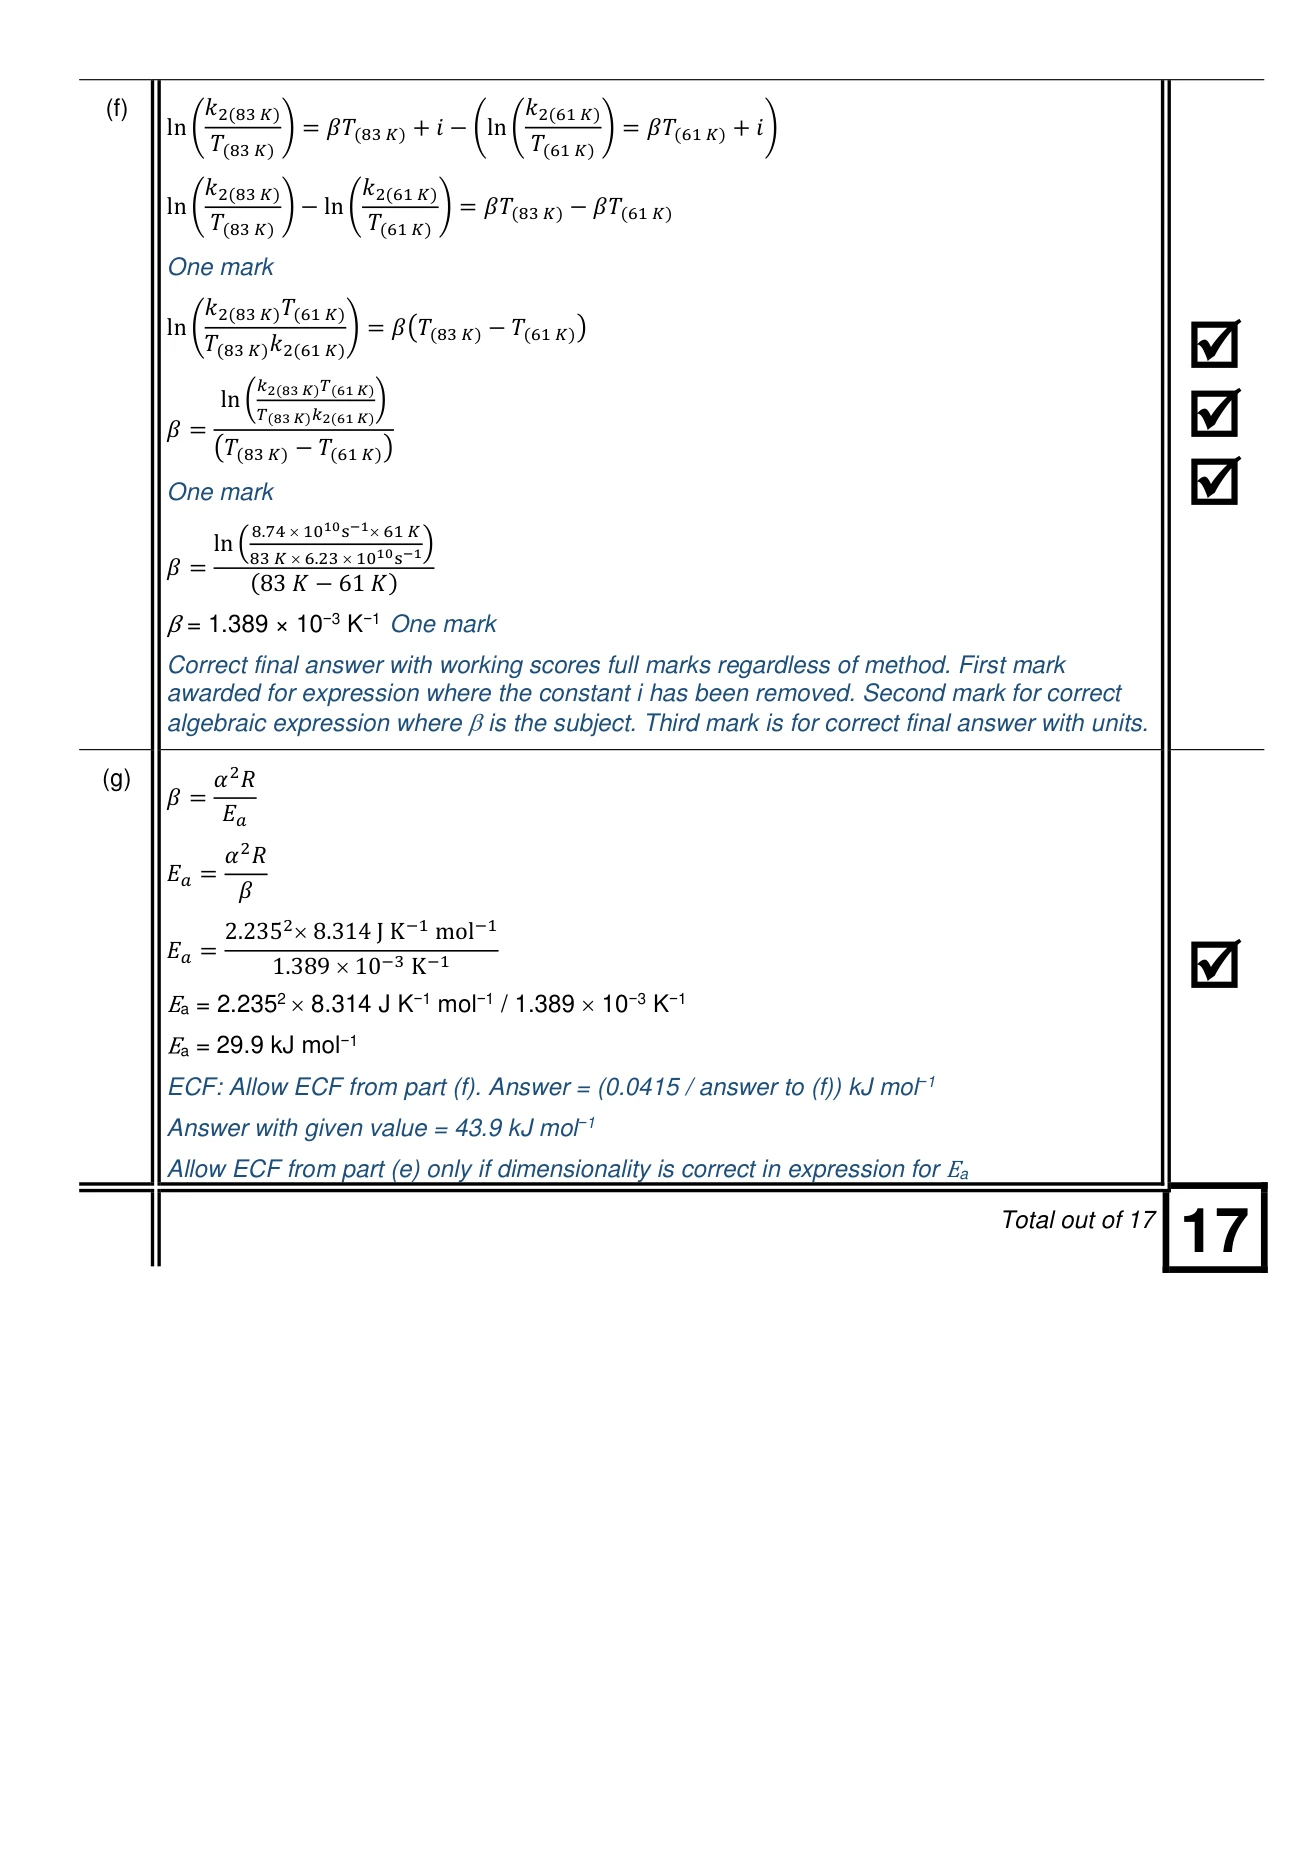 (f)
ln(k₂₍₈₃ K₎/T₍₈₃ K₎) = βT₍₈₃ K₎ + i − (ln(k₂₍₆₁ K₎/T₍₆₁ K₎) = βT₍₆₁ K₎ + i)
ln(k₂₍₈₃ K₎/T₍₈₃ K₎) − ln(k₂₍₆₁ K₎/T₍₆₁ K₎) = βT₍₈₃ K₎ − βT₍₆₁ K₎
One mark
ln(k₂₍₈₃ K₎T₍₆₁ K₎/T₍₈₃ K₎k₂₍₆₁ K₎) = β(T₍₈₃ K₎ − T₍₆₁ K₎)
β = ln(k₂₍₈₃ K₎T₍₆₁ K₎/T₍₈₃ K₎k₂₍₆₁ K₎)/(T₍₈₃ K₎ − T₍₆₁ K₎)
One mark
β = ln(8.74 × 10¹⁰s⁻¹× 61 K/83 K × 6.23 × 10¹⁰s⁻¹)/(83 K − 61 K)
β = 1.389 × 10⁻³ K⁻¹ One mark
Correct final answer with working scores full marks regardless of method. First mark
awarded for expression where the constant i has been removed. Second mark for correct
algebraic expression where β is the subject. Third mark is for correct final answer with units.
(g)
β = α²R/Eₐ
Eₐ = α²R/β
Eₐ = 2.235²× 8.314 J K⁻¹ mol⁻¹/1.389 × 10⁻³ K⁻¹
Eₐ = 2.235² × 8.314 J K⁻¹ mol⁻¹ / 1.389 × 10⁻³ K⁻¹
Eₐ = 29.9 kJ mol⁻¹
ECF: Allow ECF from part (f). Answer = (0.0415 / answer to (f)) kJ mol⁻¹
Answer with given value = 43.9 kJ mol⁻¹
Allow ECF from part (e) only if dimensionality is correct in expression for Eₐ
Total out of 17
17